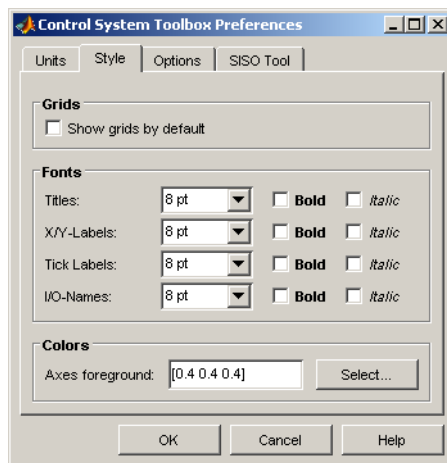 Control System Toolbox Preferences
Units Style Options SISO Tool
Grids
Show grids by default
Fonts
Titles: 8 pt Bold Italic
X/Y-Labels: 8 pt Bold Italic
Tick Labels: 8 pt Bold Italic
I/O-Names: 8 pt Bold Italic
Colors
Axes foreground: [0.4 0.4 0.4] Select...
OK Cancel Help